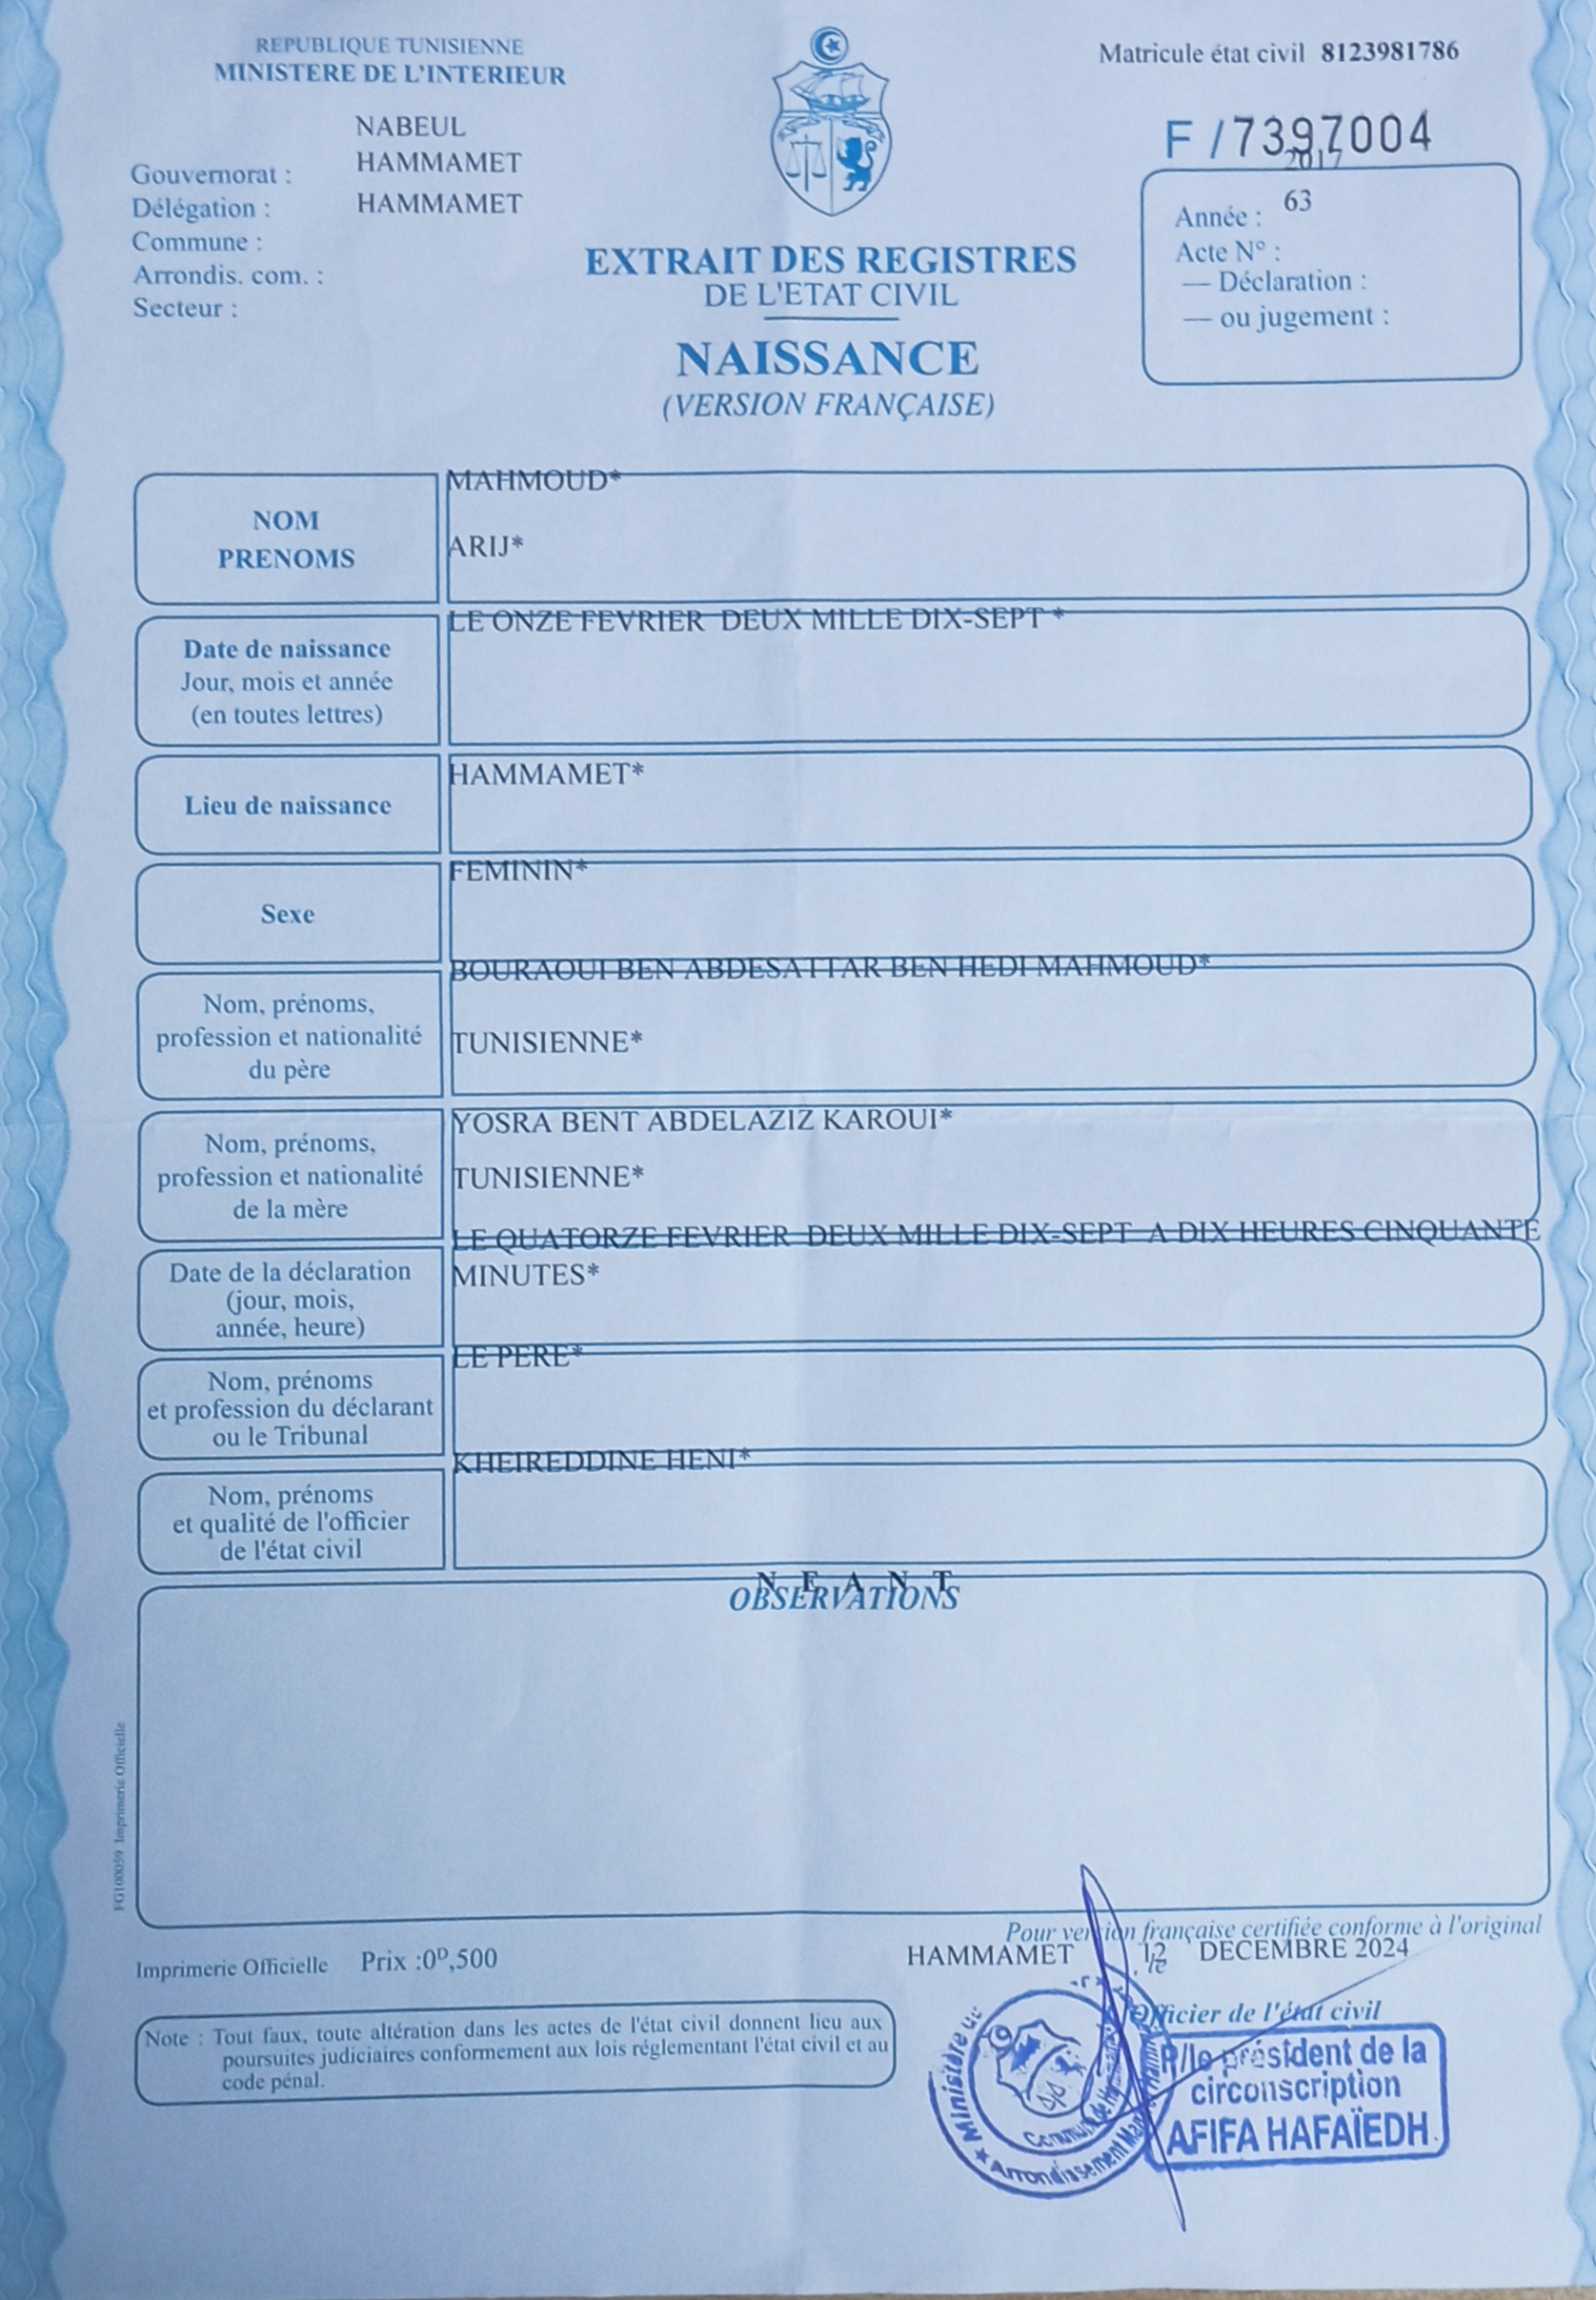 REPUBLIQUE TUNISIENNE
MINISTERE DE L'INTERIEUR
Matricule état civil 8123981786
NABEUL
Gouvernorat :
HAMMAMET
Délégation :
HAMMAMET
Commune :
Arrondis. com. :
Secteur :
F / 7397004
2017
Année :
63
Acte N° :
— Déclaration :
— ou jugement :
EXTRAIT DES REGISTRES
DE L'ETAT CIVIL
NAISSANCE
(VERSION FRANÇAISE)
NOM
PRENOMS
MAHMOUD*
ARIJ*
Date de naissance
Jour, mois et année
(en toutes lettres)
LE ONZE FEVRIER DEUX MILLE DIX-SEPT *
Lieu de naissance
HAMMAMET*
Sexe
FEMININ*
Nom, prénoms,
profession et nationalité
du père
BOURAOUI BEN ABDESATTAR BEN HEDI MAHMOUD*
TUNISIENNE*
Nom, prénoms,
profession et nationalité
de la mère
YOSRA BENT ABDELAZIZ KAROUI*
TUNISIENNE*
Date de la déclaration
(jour, mois,
année, heure)
LE QUATORZE FEVRIER DEUX MILLE DIX-SEPT A DIX HEURES CINQUANTE
MINUTES*
Nom, prénoms
et profession du déclarant
ou le Tribunal
LE PERE*
Nom, prénoms
et qualité de l'officier
de l'état civil
KHEIREDDINE HENI*
N E A N T
OBSERVATIONS
FG100059 Imprimerie Officielle
Pour version française certifiée conforme à l'original
HAMMAMET , le 12 DECEMBRE 2024
Imprimerie Officielle Prix :0ᴰ,500
Officier de l'état civil
Note : Tout faux, toute altération dans les actes de l'état civil donnent lieu aux
poursuites judiciaires conformement aux lois réglementant l'état civil et au
code pénal.
P/le président de la
circonscription
AFIFA HAFAÏEDH
Ministère
Commune de
Arrondissement